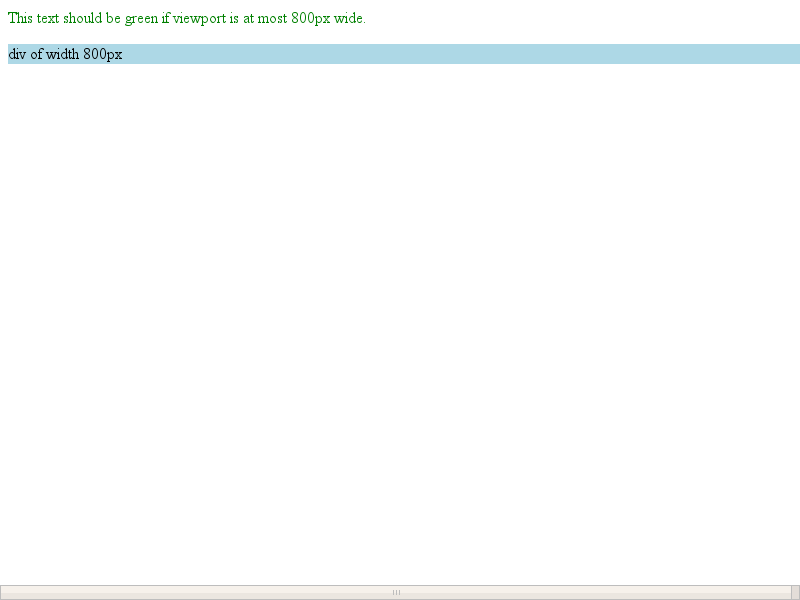 This text should be green if viewport is at most 800px wide.
div of width 800px